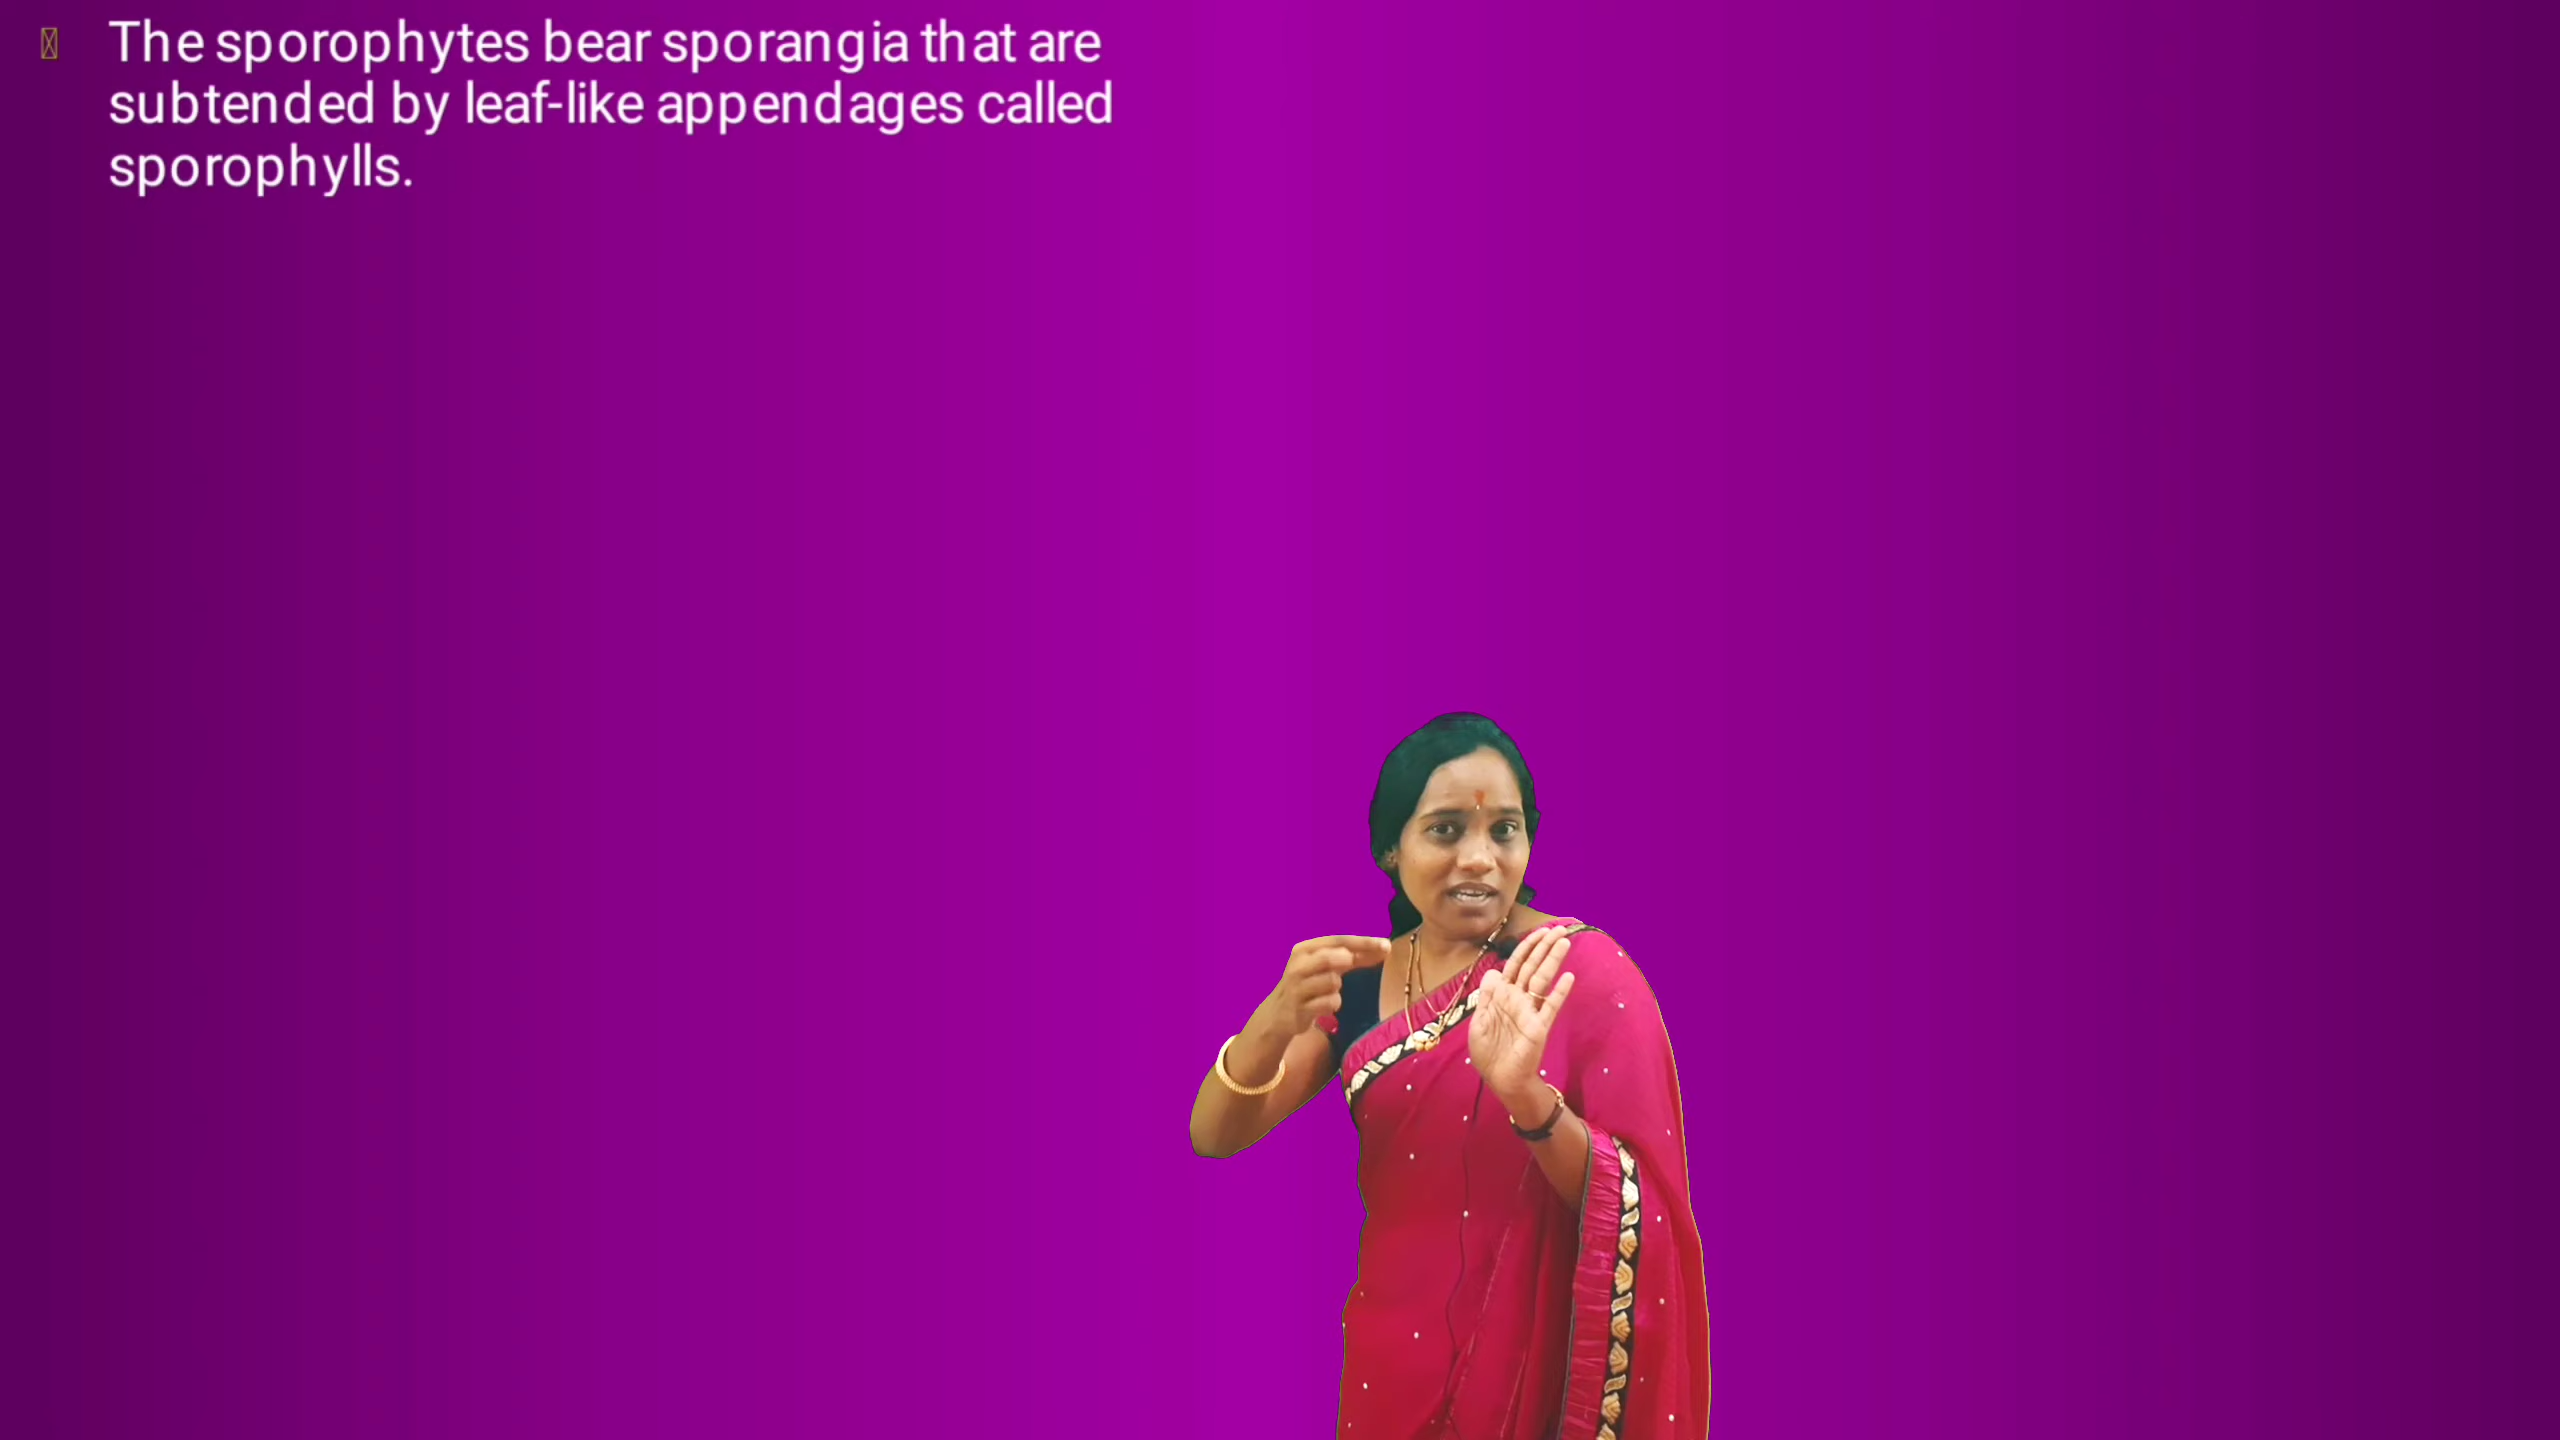 The sporophytes bear sporangia that are
subtended by leaf-like appendages called
sporophylls.